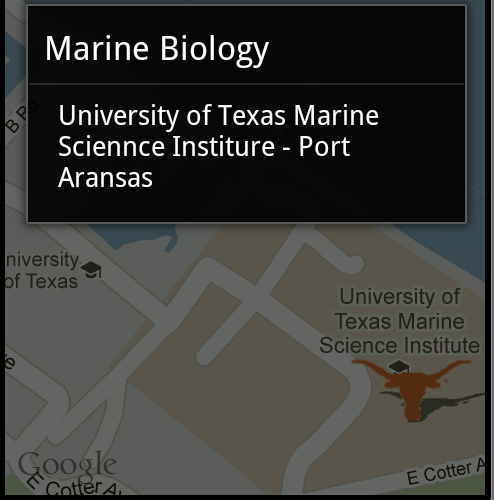 Marine Biology
University of Texas Marine
Sciennce Institure - Port
Aransas
B Rd
niversity
of Texas
University of
Texas Marine
Science Institute
Google
E Cotter Av
E Cotter A